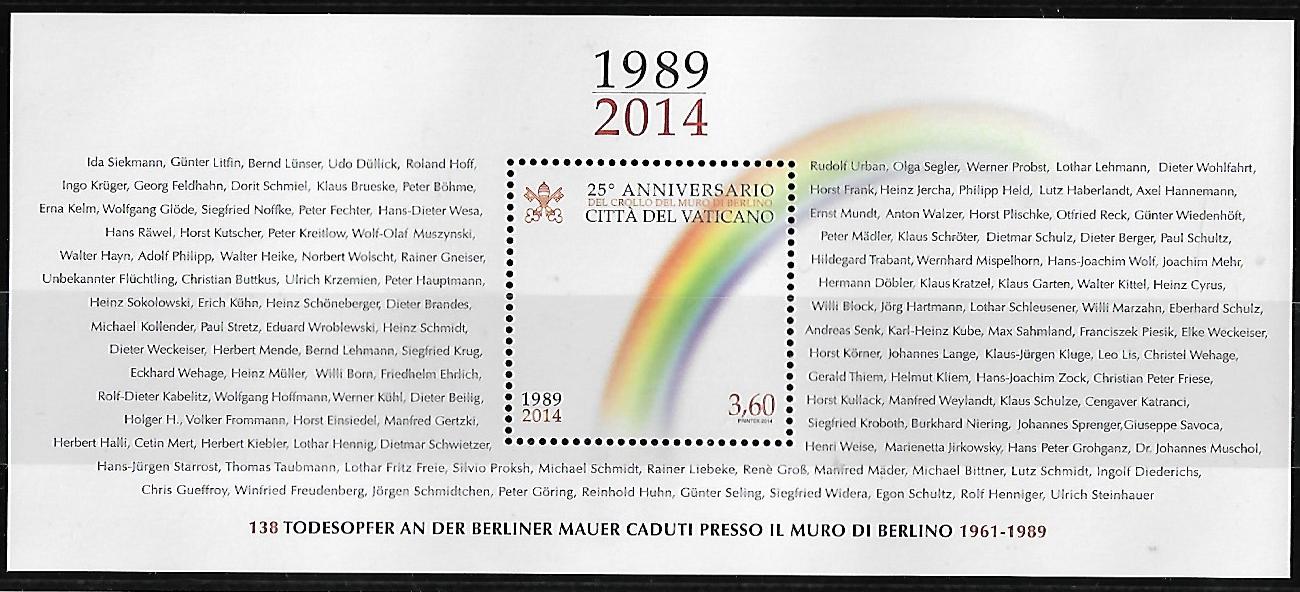 1989
2014
Ida Siekmann, Günter Litfin, Bernd Lünser, Udo Düllick, Roland Hoff,
Ingo Krüger, Georg Feldhahn, Dorit Schmiel, Klaus Brueske, Peter Böhme,
Erna Kelm, Wolfgang Glöde, Siegfried Noffke, Peter Fechter, Hans-Dieter Wesa,
Hans Räwel, Horst Kutscher, Peter Kreitlow, Wolf-Olaf Muszynski,
Walter Hayn, Adolf Philipp, Walter Heike, Norbert Wolscht, Rainer Gneiser,
Unbekannter Flüchtling, Christian Buttkus, Ulrich Krzemien, Peter Hauptmann,
Heinz Sokolowski, Erich Kühn, Heinz Schöneberger, Dieter Brandes,
Michael Kollender, Paul Stretz, Eduard Wroblewski, Heinz Schmidt,
Dieter Weckeiser, Herbert Mende, Bernd Lehmann, Siegfried Krug,
Eckhard Wehage, Heinz Müller, Willi Born, Friedhelm Ehrlich,
Rolf-Dieter Kabelitz, Wolfgang Hoffmann, Werner Kühl, Dieter Beilig,
Holger H., Volker Frommann, Horst Einsiedel, Manfred Gertzki,
Herbert Halli, Cetin Mert, Herbert Kiebler, Lothar Hennig, Dietmar Schwietzer,
25° ANNIVERSARIO
DEL CROLLO DEL MURO DI BERLINO
CITTÀ DEL VATICANO
1989
2014
3,60
PRINTEX 2014
Rudolf Urban, Olga Segler, Werner Probst, Lothar Lehmann, Dieter Wohlfahrt,
Horst Frank, Heinz Jercha, Philipp Held, Lutz Haberlandt, Axel Hannemann,
Ernst Mundt, Anton Walzer, Horst Plischke, Otfried Reck, Günter Wiedenhöft,
Peter Mädler, Klaus Schröter, Dietmar Schulz, Dieter Berger, Paul Schultz,
Hildegard Trabant, Wernhard Mispelhorn, Hans-Joachim Wolf, Joachim Mehr,
Hermann Döbler, Klaus Kratzel, Klaus Garten, Walter Kittel, Heinz Cyrus,
Willi Block, Jörg Hartmann, Lothar Schleusener, Willi Marzahn, Eberhard Schulz,
Andreas Senk, Karl-Heinz Kube, Max Sahmland, Franciszek Piesik, Elke Weckeiser,
Horst Körner, Johannes Lange, Klaus-Jürgen Kluge, Leo Lis, Christel Wehage,
Gerald Thiem, Helmut Kliem, Hans-Joachim Zock, Christian Peter Friese,
Horst Kullack, Manfred Weylandt, Klaus Schulze, Cengaver Katranci,
Siegfried Kroboth, Burkhard Niering, Johannes Sprenger, Giuseppe Savoca,
Henri Weise, Marienetta Jirkowsky, Hans Peter Grohganz, Dr. Johannes Muschol,
Hans-Jürgen Starrost, Thomas Taubmann, Lothar Fritz Freie, Silvio Proksh, Michael Schmidt, Rainer Liebeke, Renè Groß, Manfred Mäder, Michael Bittner, Lutz Schmidt, Ingolf Diederichs,
Chris Gueffroy, Winfried Freudenberg, Jörgen Schmidtchen, Peter Göring, Reinhold Huhn, Günter Seling, Siegfried Widera, Egon Schultz, Rolf Henniger, Ulrich Steinhauer
138 TODESOPFER AN DER BERLINER MAUER CADUTI PRESSO IL MURO DI BERLINO 1961-1989